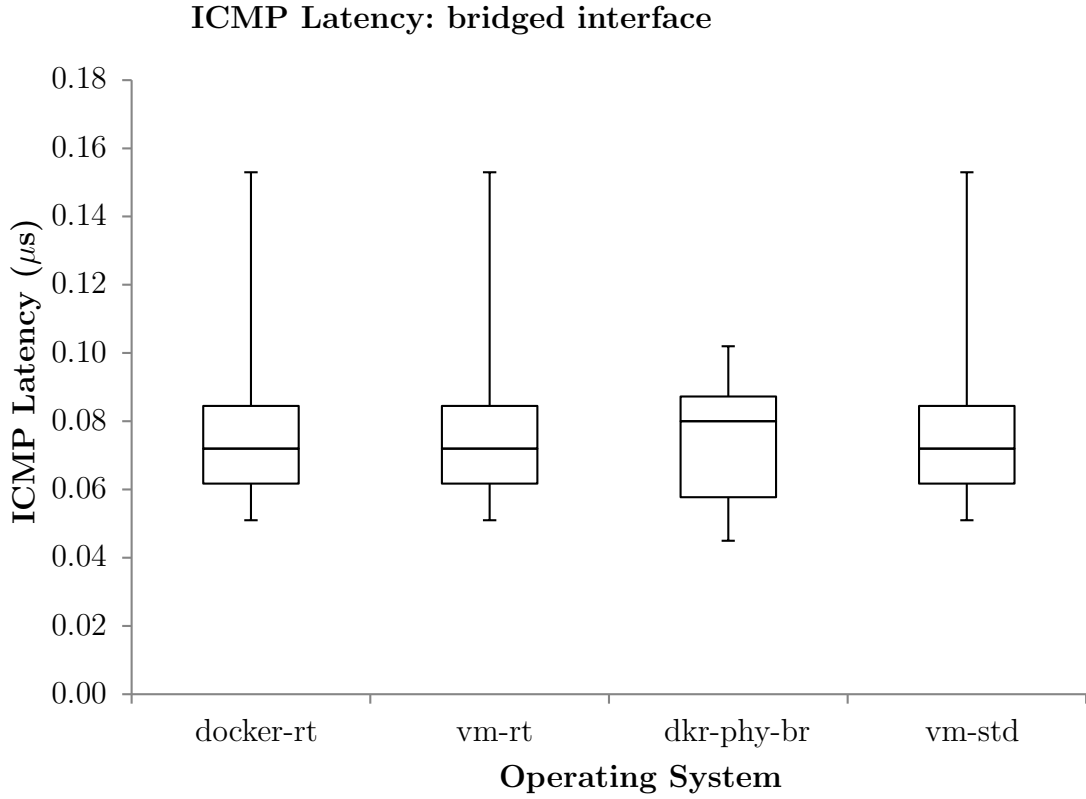 ICMP Latency: bridged interface
ICMP Latency (μs)
0.18
0.16
0.14
0.12
0.10
0.08
0.06
0.04
0.02
0.00
docker-rt vm-rt dkr-phy-br vm-std
Operating System